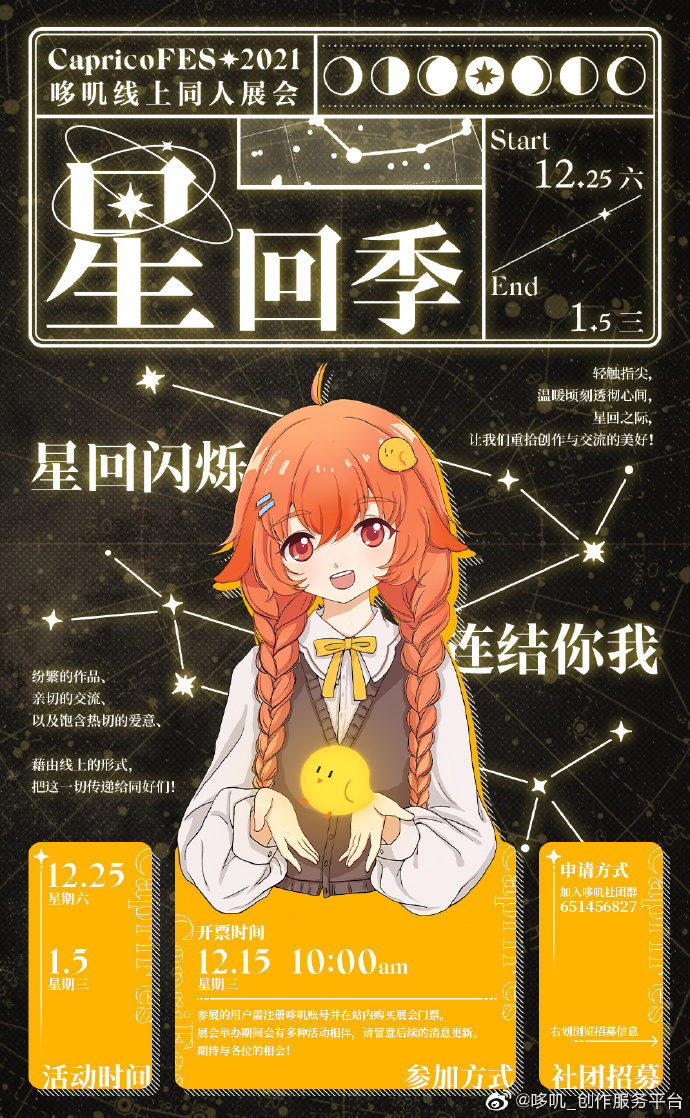 CapricoFES✷2021
哆叽线上同人展会
Start
12.25 六
End
1.5 三
星回季
轻触指尖，
温暖顷刻透彻心间，
星回之际，
让我们重拾创作与交流的美好！
星回闪烁
连结你我
纷繁的作品、
亲切的交流、
以及饱含热切的爱意、
藉由线上的形式，
把这一切传递给同好们！
12.25
星期六
1.5
星期三
活动时间
开票时间
12.15 10:00am
星期三
参展的用户需注册哆叽账号并在站内购买展会门票。
展会举办期间会有多种活动相伴，请留意后续的消息更新。
期待与各位的相会！
参加方式
申请方式
加入哆叽社团群
651456827
右划浏览招募信息
社团招募
@哆叽_创作服务平台